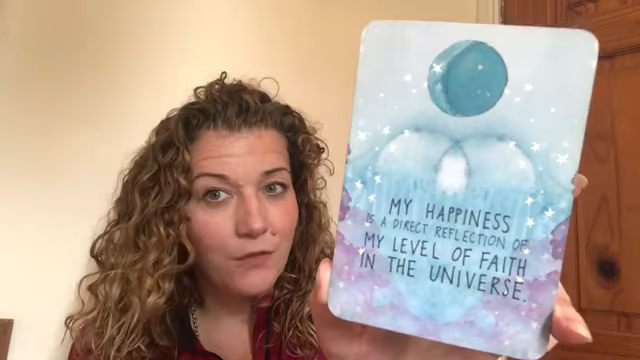 MY HAPPINESS
IS A DIRECT REFLECTION OF
MY LEVEL OF FAITH
IN THE UNIVERSE.